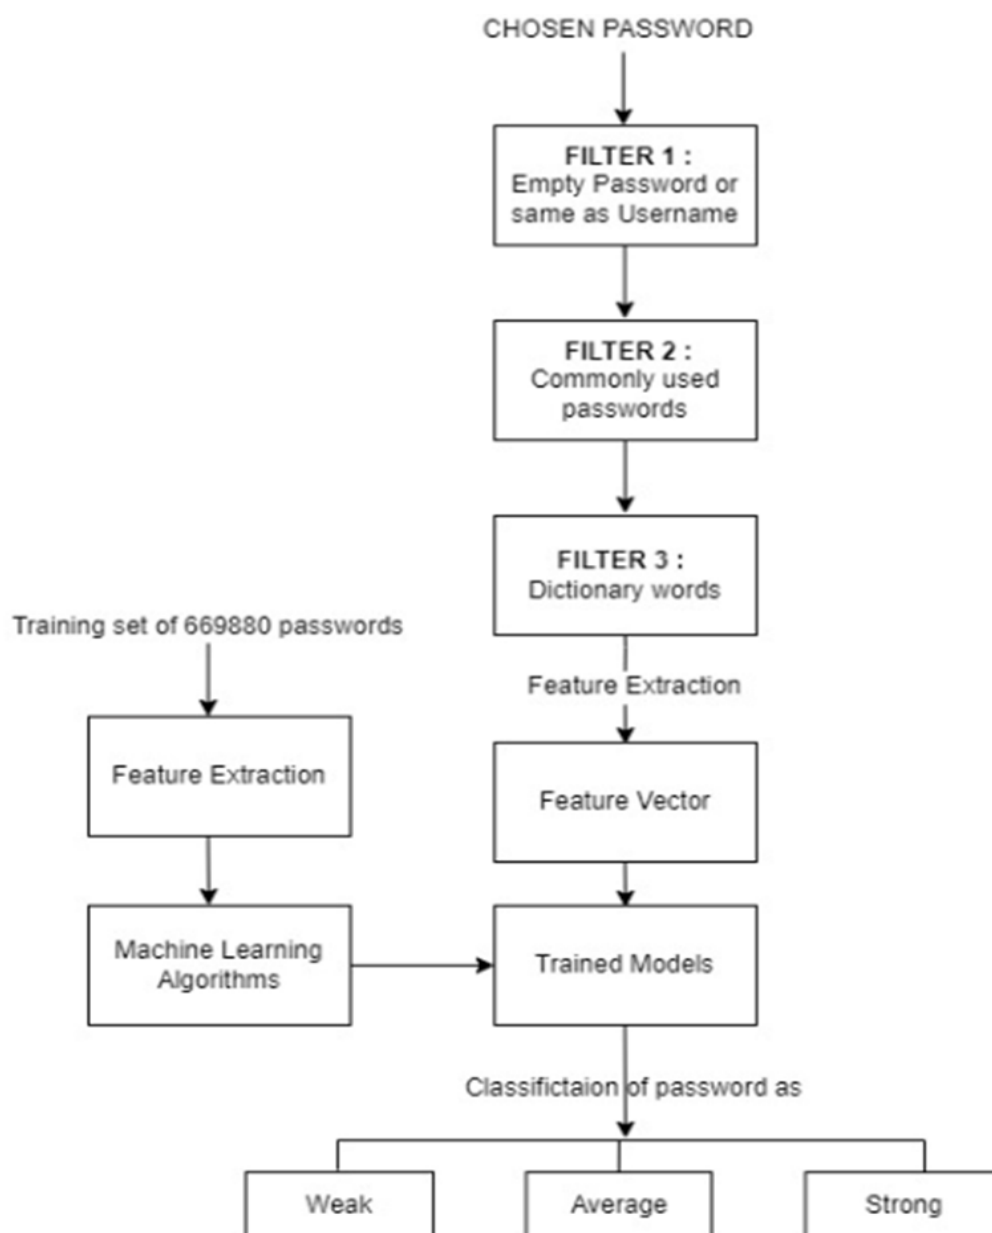 CHOSEN PASSWORD
FILTER 1 :
Empty Password or
same as Username
FILTER 2 :
Commonly used
passwords
FILTER 3 :
Dictionary words
Training set of 669880 passwords
Feature Extraction
Feature Extraction
Feature Vector
Machine Learning
Algorithms
Trained Models
Classifictaion of password as
Weak
Average
Strong